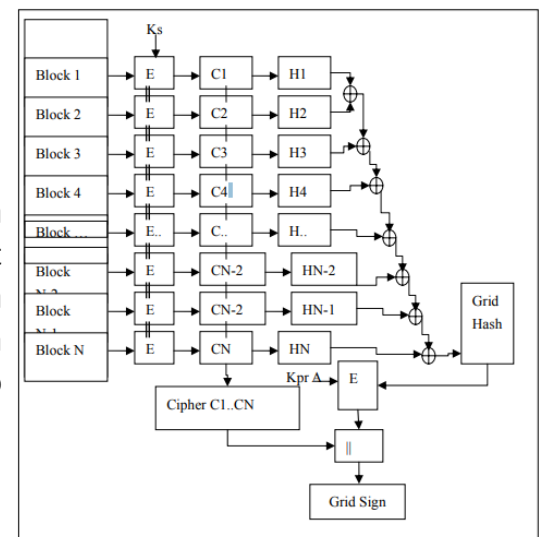 Ks
Block 1 E C1 H1
Block 2 E C2 H2
Block 3 E C3 H3
Block 4 E C4 H4
Block ... E.. C.. H..
Block E CN-2 HN-2
N-2
Block E CN-2 HN-1
N-1
Grid
Hash
Block N E CN HN
Kpr A E
Cipher C1..CN
||
Grid Sign